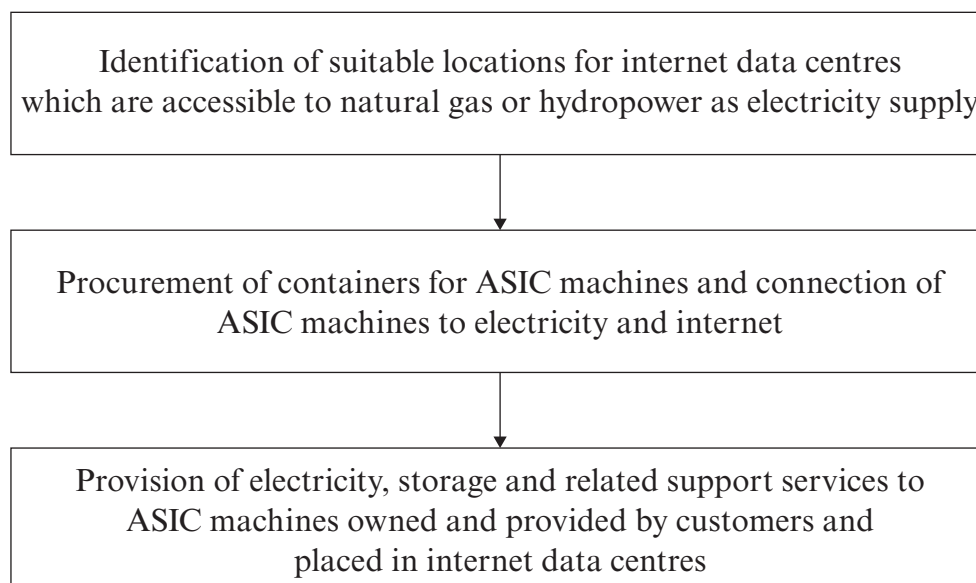 Identification of suitable locations for internet data centres
which are accessible to natural gas or hydropower as electricity supply
Procurement of containers for ASIC machines and connection of
ASIC machines to electricity and internet
Provision of electricity, storage and related support services to
ASIC machines owned and provided by customers and
placed in internet data centres